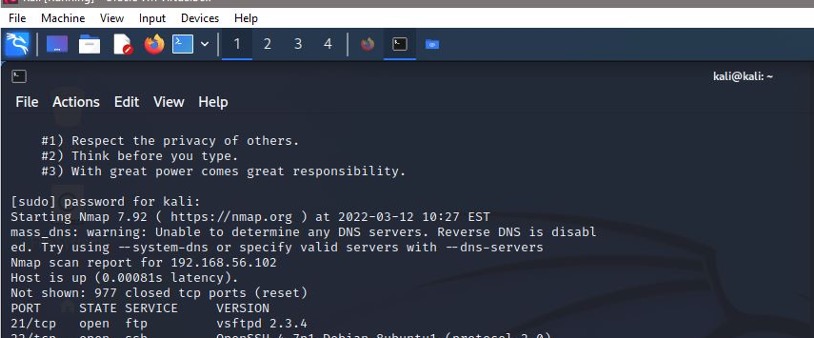 File Machine View Input Devices Help
1 2 3 4
kali@kali: ~
File Actions Edit View Help
#1) Respect the privacy of others.
#2) Think before you type.
#3) With great power comes great responsibility.
[sudo] password for kali:
Starting Nmap 7.92 ( https://nmap.org ) at 2022-03-12 10:27 EST
mass_dns: warning: Unable to determine any DNS servers. Reverse DNS is disabl
ed. Try using --system-dns or specify valid servers with --dns-servers
Nmap scan report for 192.168.56.102
Host is up (0.00081s latency).
Not shown: 977 closed tcp ports (reset)
PORT STATE SERVICE VERSION
21/tcp open ftp vsftpd 2.3.4
22/tcp open ssh OpenSSH 4.7p1 Debian 8ubuntu1 (protocol 2.0)